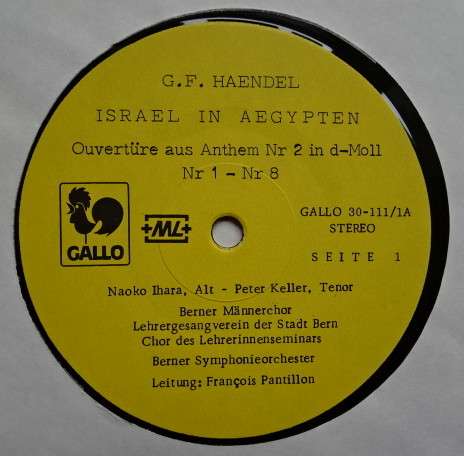 G.F. HAENDEL
ISRAEL IN AEGYPTEN
Ouvertüre aus Anthem Nr 2 in d-Moll
Nr 1 - Nr 8
GALLO
+ML+
GALLO 30-111/1A
STEREO
SEITE 1
Naoko Ihara, Alt - Peter Keller, Tenor
Berner Männerchor
Lehrergesangverein der Stadt Bern
Chor des Lehrerinnenseminars
Berner Symphonieorchester
Leitung: François Pantillon